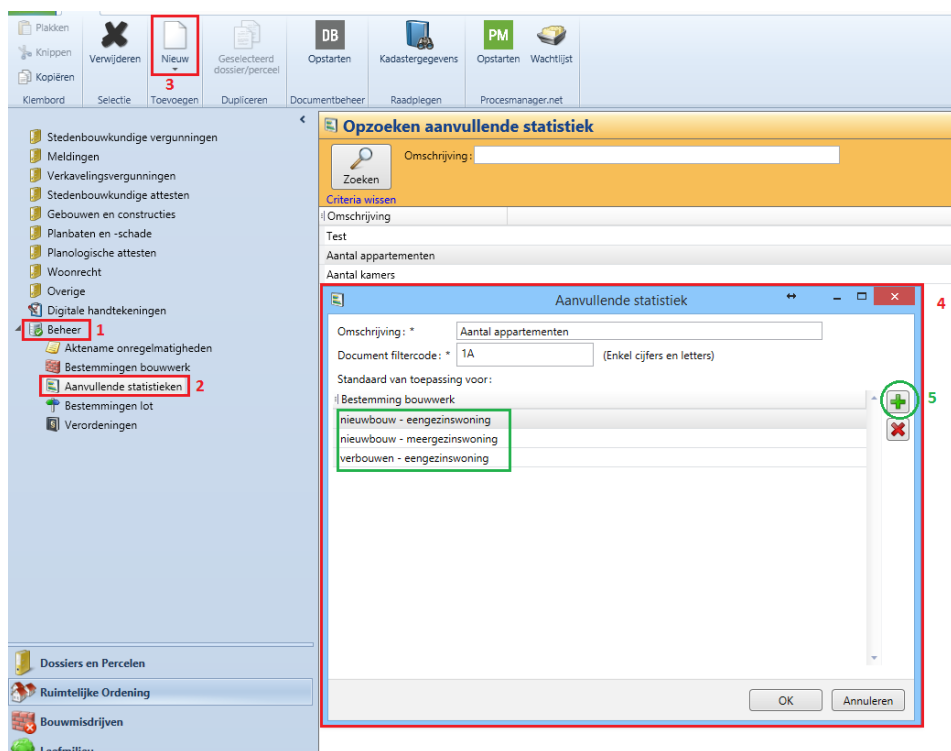 Plakken
Knippen
Kopiëren
Klembord
Verwijderen
Selectie
Nieuw
3
Toevoegen
Geselecteerd
dossier/perceel
Dupliceren
DB
Opstarten
Documentbeheer
Kadastergegevens
Raadplegen
PM
Opstarten
Wachtlijst
Procesmanager.net
Stedenbouwkundige vergunningen
Meldingen
Verkavelingsvergunningen
Stedenbouwkundige attesten
Gebouwen en constructies
Planbaten en -schade
Planologische attesten
Woonrecht
Overige
Digitale handtekeningen
Beheer 1
Aktename onregelmatigheden
Bestemmingen bouwwerk
Aanvullende statistieken 2
Bestemmingen lot
Verordeningen
Dossiers en Percelen
Ruimtelijke Ordening
Bouwmisdrijven
Leefmilieu
Opzoeken aanvullende statistiek
Zoeken
Omschrijving:
Criteria wissen
Omschrijving
Test
Aantal appartementen
Aantal kamers
Aanvullende statistiek
4
Omschrijving: * Aantal appartementen
Document filtercode: * 1A (Enkel cijfers en letters)
Standaard van toepassing voor:
Bestemming bouwwerk
5
nieuwbouw - eengezinswoning
nieuwbouw - meergezinswoning
verbouwen - eengezinswoning
OK Annuleren